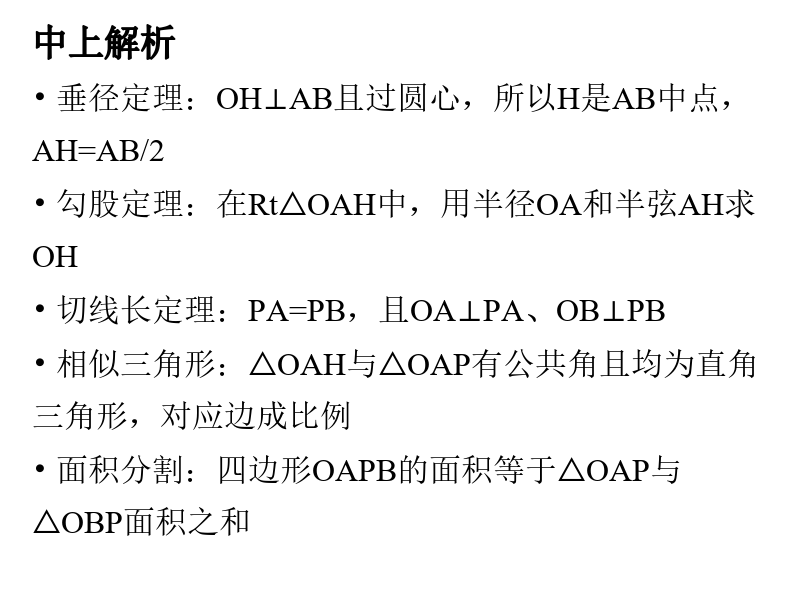 中上解析
• 垂径定理：OH⊥AB且过圆心，所以H是AB中点，
AH=AB/2
• 勾股定理：在Rt△OAH中，用半径OA和半弦AH求
OH
• 切线长定理：PA=PB，且OA⊥PA、OB⊥PB
• 相似三角形：△OAH与△OAP有公共角且均为直角
三角形，对应边成比例
• 面积分割：四边形OAPB的面积等于△OAP与
△OBP面积之和